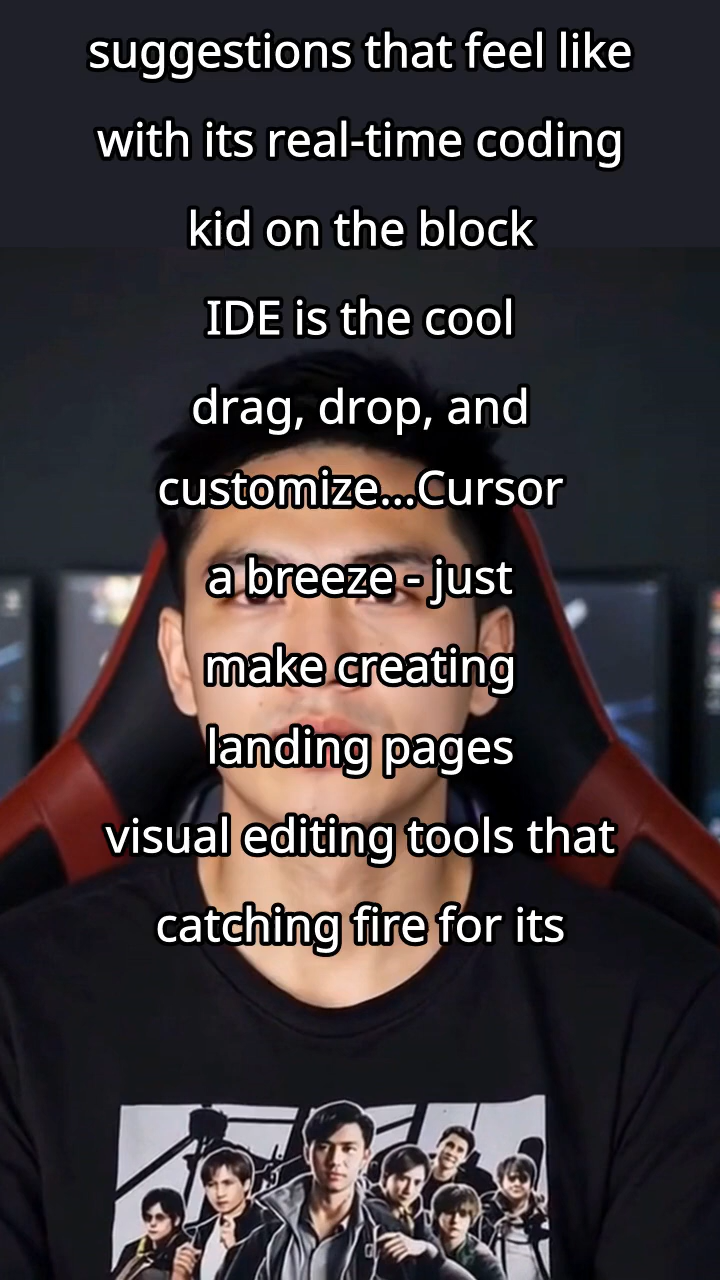 suggestions that feel like
with its real-time coding
kid on the block
IDE is the cool
drag, drop, and
customize...Cursor
a breeze - just
make creating
landing pages
visual editing tools that
catching fire for its